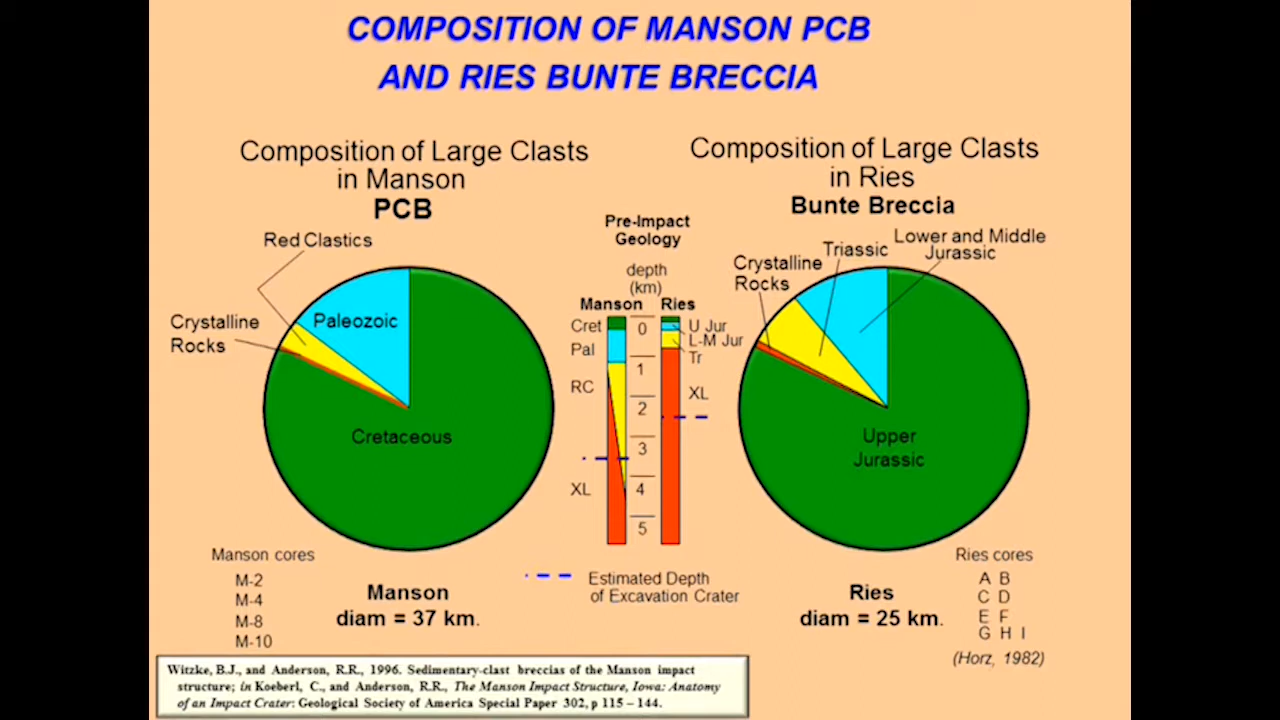 COMPOSITION OF MANSON PCB
AND RIES BUNTE BRECCIA
Composition of Large Clasts
in Manson
PCB
Red Clastics
Crystalline
Rocks
Paleozoic
Cretaceous
Pre-Impact
Geology
depth
(km)
Manson Ries
Cret
Pal
RC
XL
0
1
2
3
4
5
U Jur
L-M Jur
Tr
XL
Composition of Large Clasts
in Ries
Bunte Breccia
Lower and Middle
Jurassic
Triassic
Crystalline
Rocks
Upper
Jurassic
Manson cores
M-2
M-4
M-8
M-10
Manson
diam = 37 km.
Estimated Depth
of Excavation Crater
Ries
diam = 25 km.
Ries cores
A B
C D
E F
G H I
(Horz, 1982)
Witzke, B.J., and Anderson, R.R., 1996. Sedimentary-clast breccias of the Manson impact
structure; in Koeberl, C., and Anderson, R.R., The Manson Impact Structure, Iowa: Anatomy
of an Impact Crater: Geological Society of America Special Paper 302, p 115 – 144.